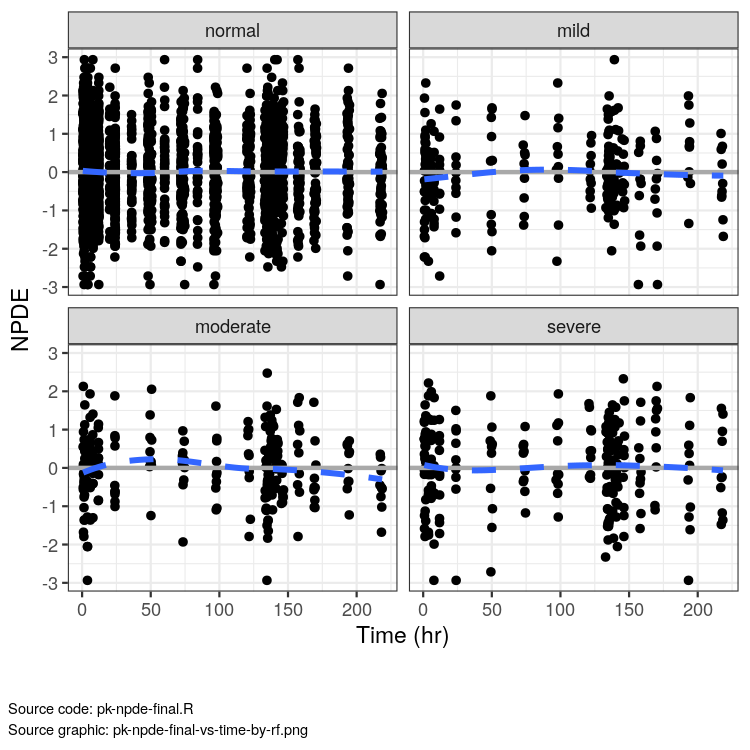 normal mild
3
2
1
0
-1
-2
-3
NPDE
moderate severe
3
2
1
0
-1
-2
-3
0 50 100 150 200 0 50 100 150 200
Time (hr)
Source code: pk-npde-final.R
Source graphic: pk-npde-final-vs-time-by-rf.png